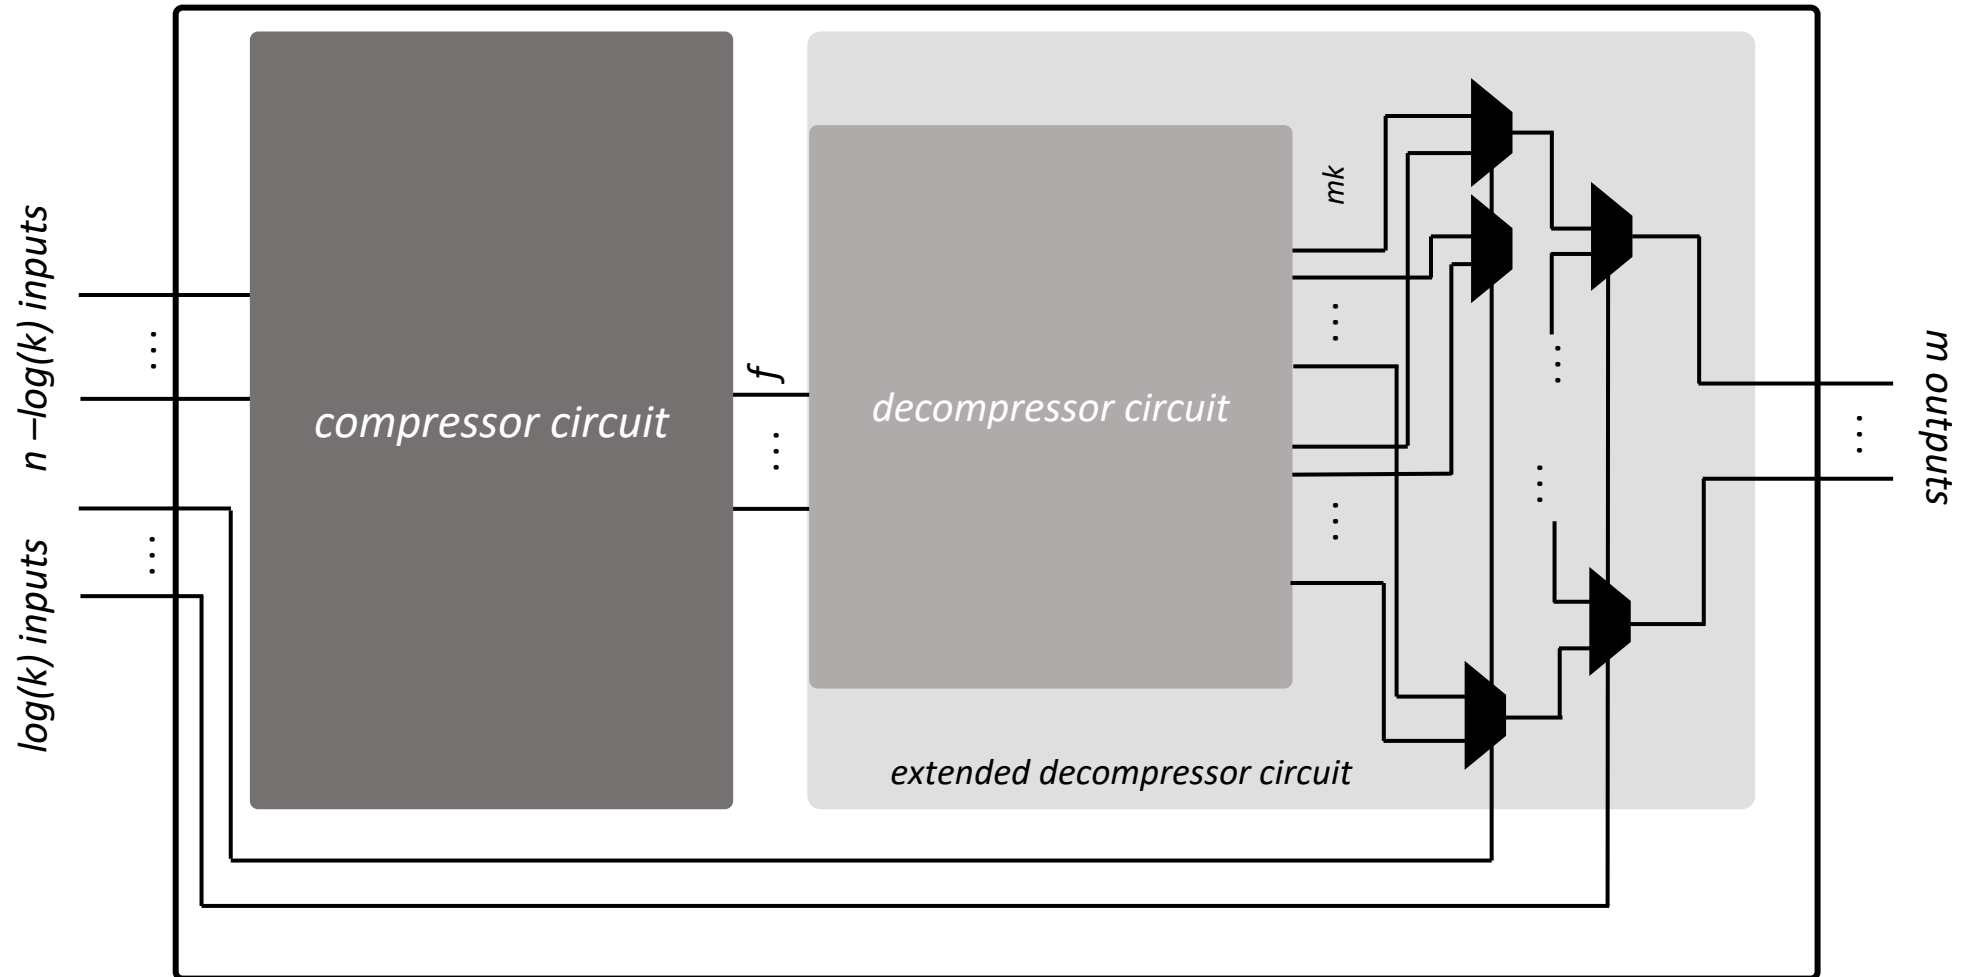 n –log(k) inputs
log(k) inputs
compressor circuit
f
decompressor circuit
mk
extended decompressor circuit
m outputs